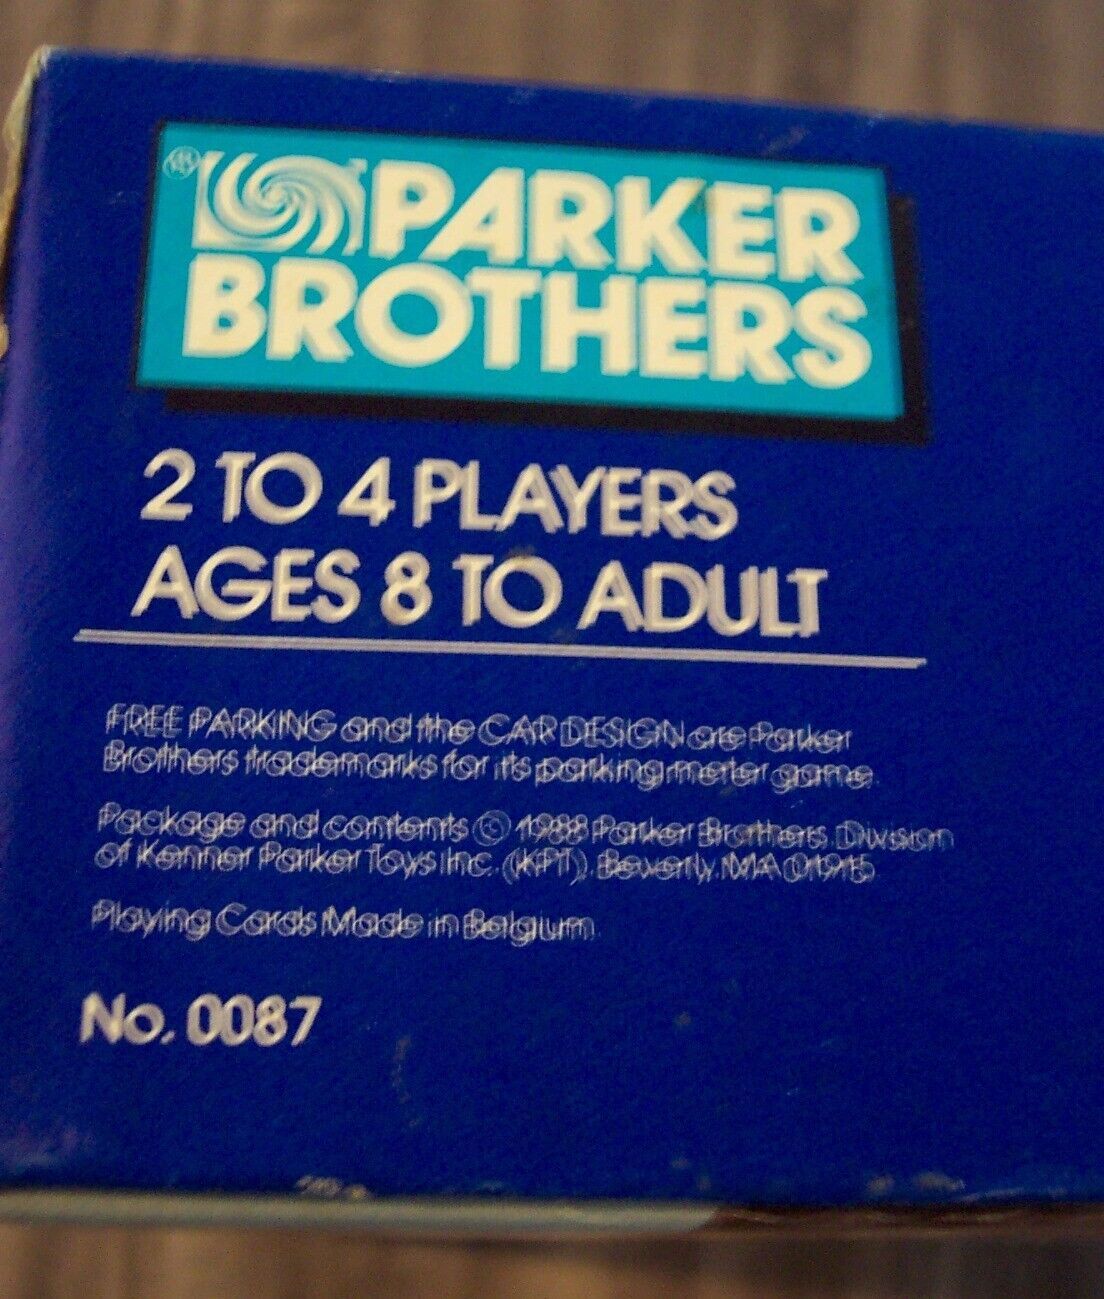 ®
PARKER
BROTHERS
2 TO 4 PLAYERS
AGES 8 TO ADULT
FREE PARKING and the CAR DESIGN are Parker
Brothers trademarks for its parking meter game.
Package and contents © 1988 Parker Brothers, Division
of Kenner Parker Toys Inc. (KPT), Beverly, MA 01915
Playing Cards Made in Belgium.
No. 0087